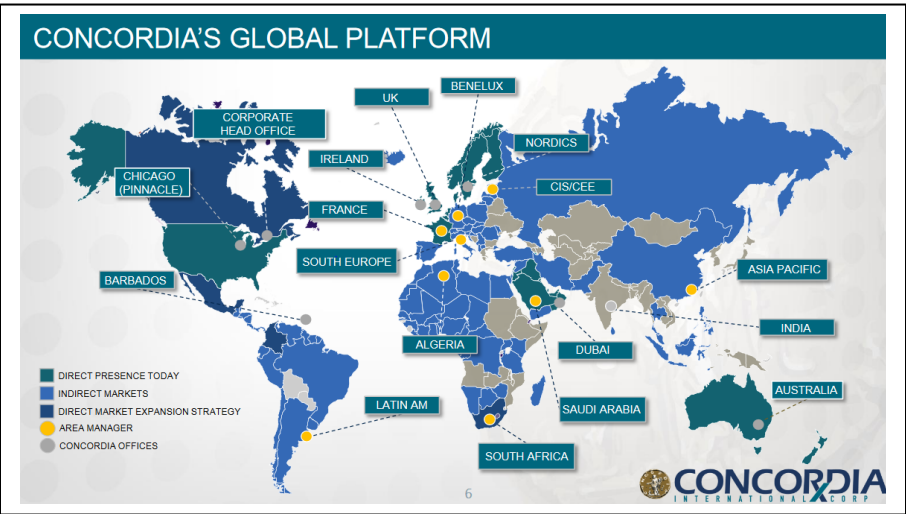 CONCORDIA'S GLOBAL PLATFORM
BENELUX
UK
CORPORATE
HEAD OFFICE
NORDICS
IRELAND
CHICAGO
(PINNACLE)
CIS/CEE
FRANCE
SOUTH EUROPE
ASIA PACIFIC
BARBADOS
INDIA
ALGERIA
DUBAI
DIRECT PRESENCE TODAY
INDIRECT MARKETS
DIRECT MARKET EXPANSION STRATEGY
AREA MANAGER
CONCORDIA OFFICES
LATIN AM
SAUDI ARABIA
AUSTRALIA
SOUTH AFRICA
CONCORDIA
INTERNATIONAL CORP
6